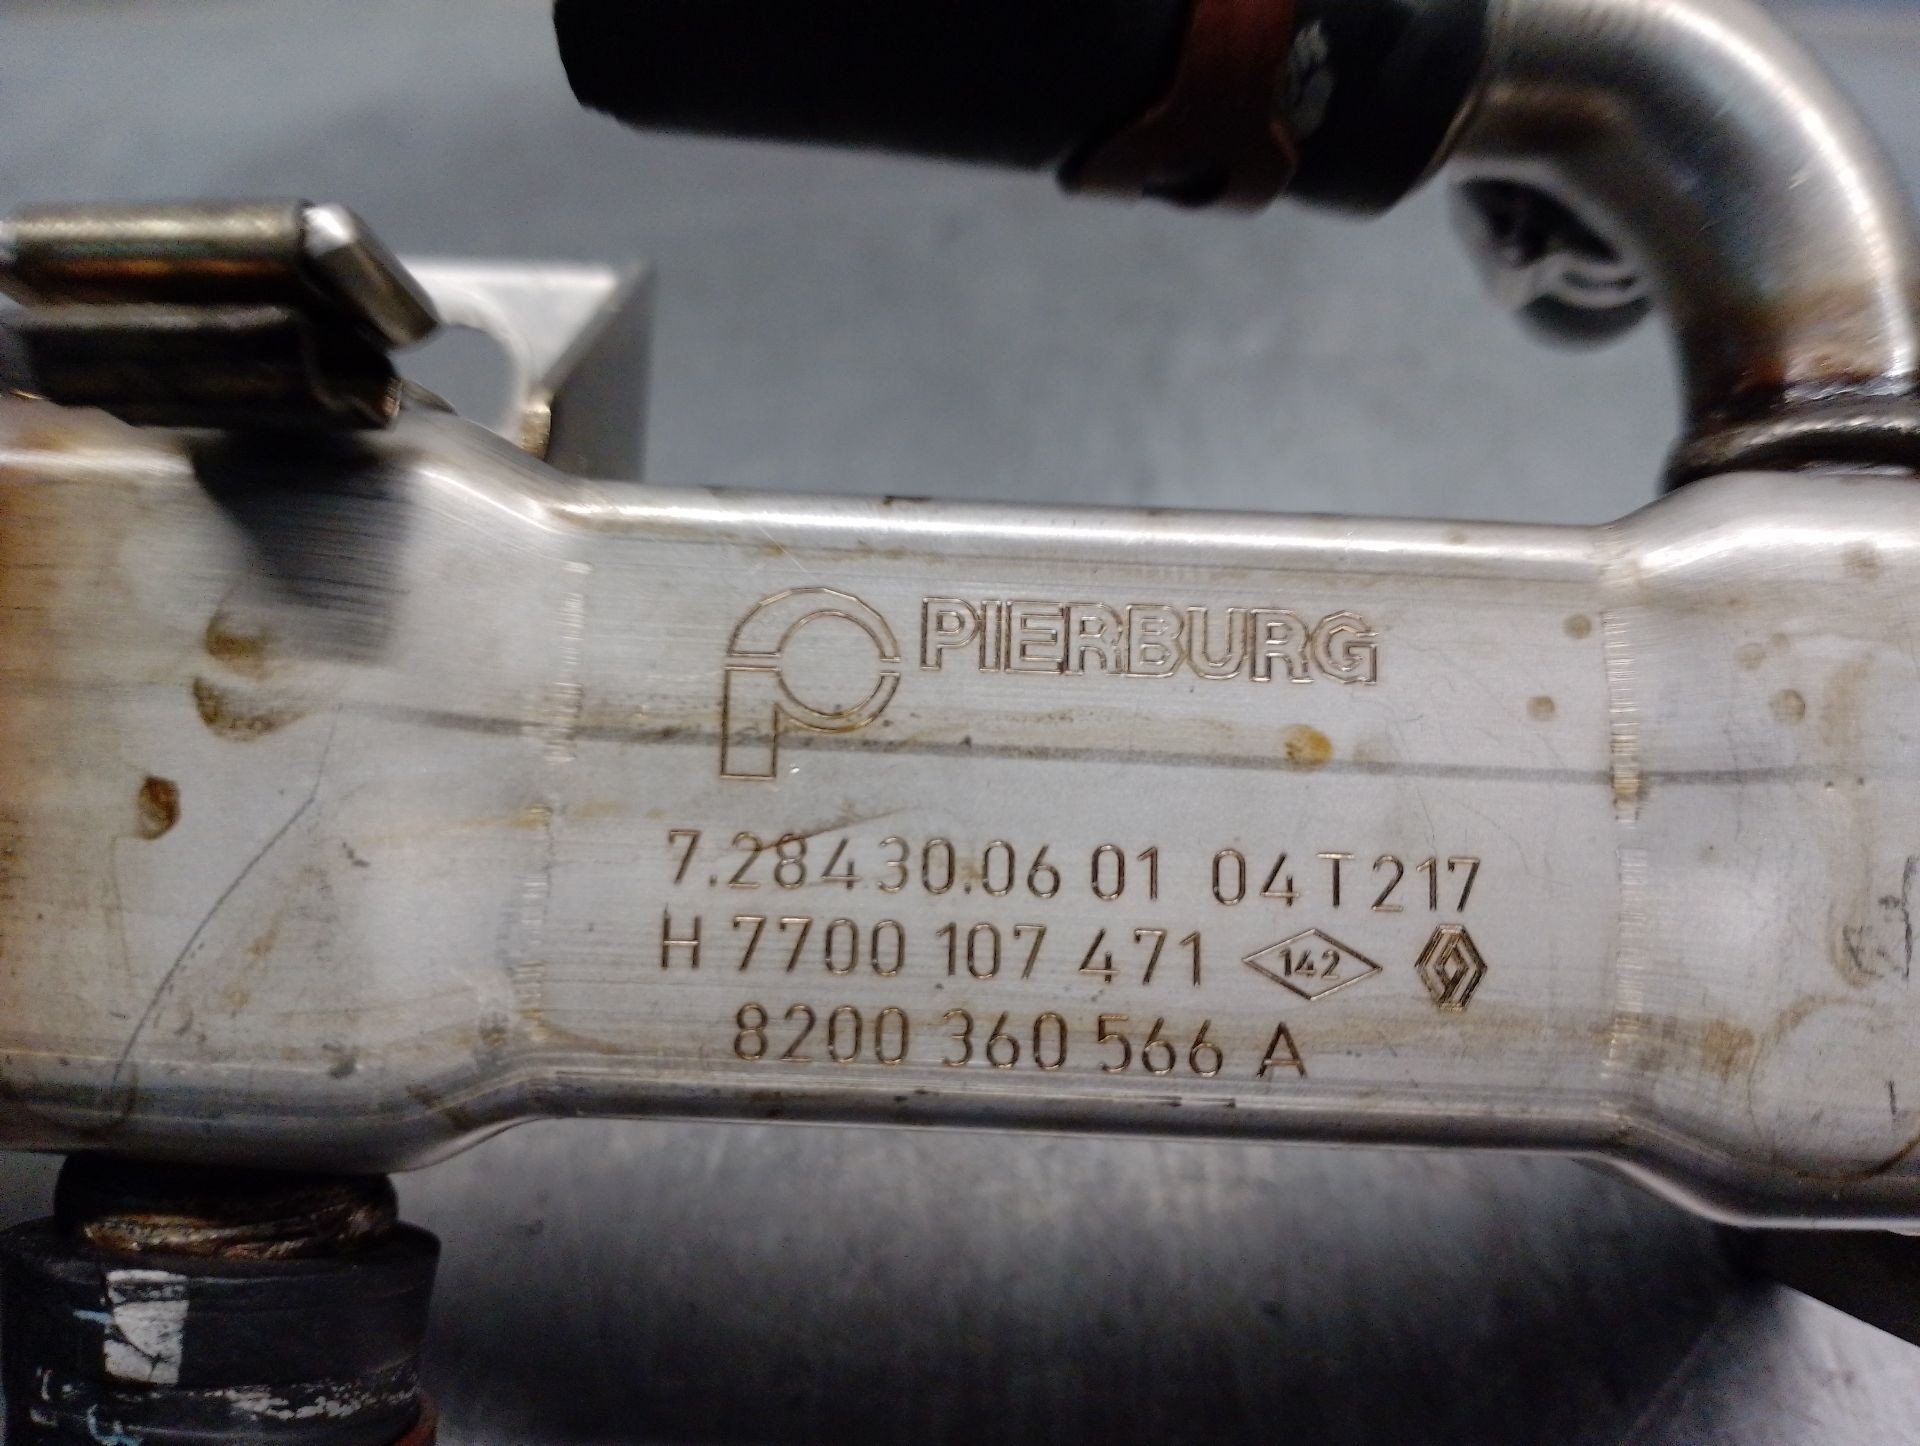 PIERBURG
7.28430.06 01 04T217
H 7700 107 471 142
8200 360 566 A